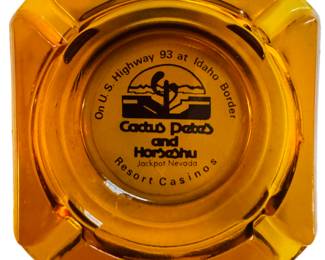 On U.S. Highway 93 at Idaho Border
Cactus Petes
and
Horseshu
Jackpot Nevada
Resort Casinos